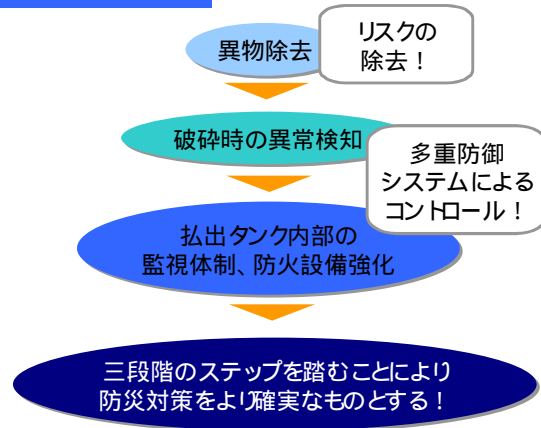 異物除去
リスクの
除去！
破砕時の異常検知
多重防御
システムによる
コントロール！
払出タンク内部の
監視体制、防火設備強化
三段階のステップを踏むことにより
防災対策をより確実なものとする！